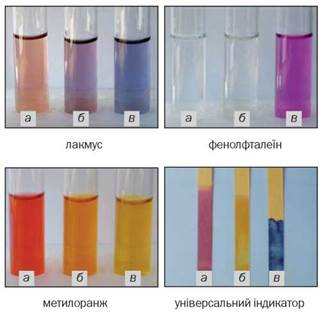 а б в
а б в
лакмус
фенолфталеїн
а б в
а б в
метилоранж
універсальний індикатор